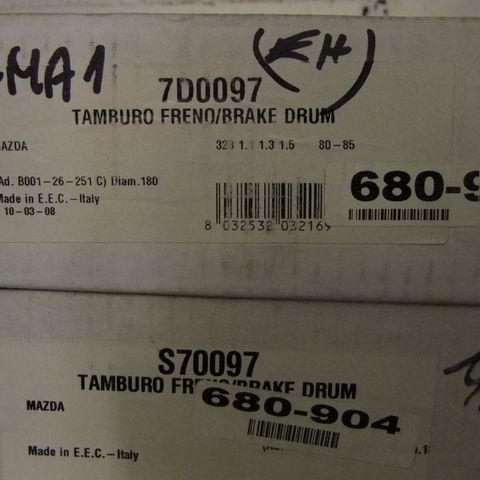 MA1 (EH)
7D0097
TAMBURO FRENO/BRAKE DRUM
MAZDA 323 1.1 1.3 1.5 80-85
Ad. B001-26-251 C) Diam.180
680-9
Made in E.E.C.-Italy
10-03-08
8 032532 032169
S70097
TAMBURO FRENO/BRAKE DRUM
MAZDA
680-904
Made in E.E.C.-Italy